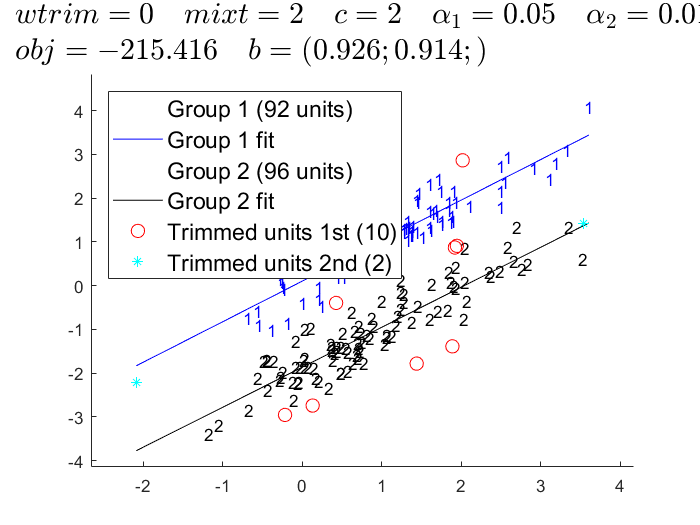 wtrim = 0 mixt = 2 c = 2 α₁ = 0.05 α₂ = 0.01
obj = −215.416 b = (0.926; 0.914; )
Group 1 (92 units)
Group 1 fit
Group 2 (96 units)
Group 2 fit
Trimmed units 1st (10)
Trimmed units 2nd (2)
4
3
2
1
0
-1
-2
-3
-4
-2 -1 0 1 2 3 4